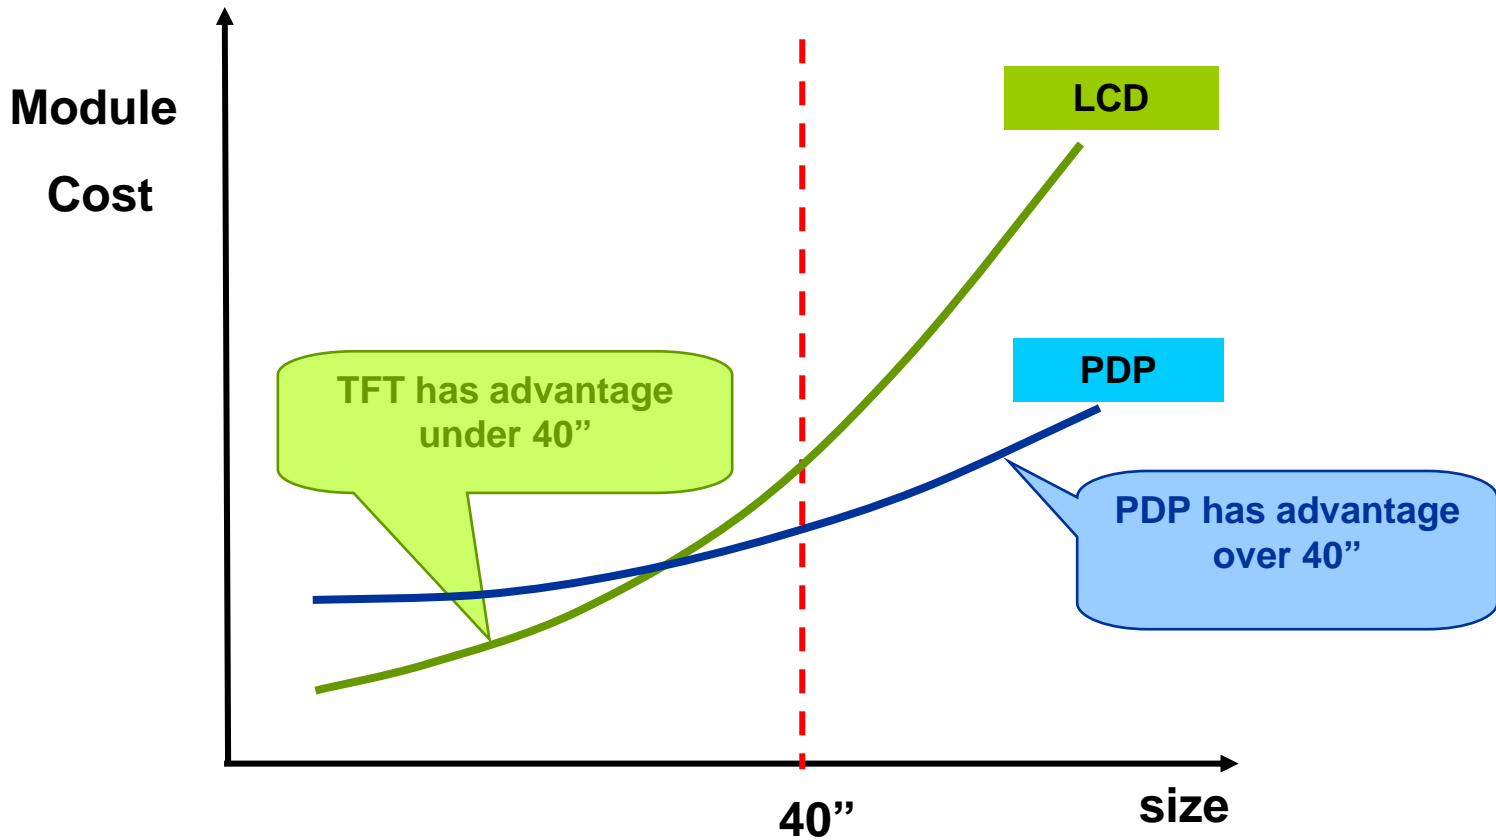 Module
Cost
LCD
PDP
TFT has advantage
under 40”
PDP has advantage
over 40”
40”
size